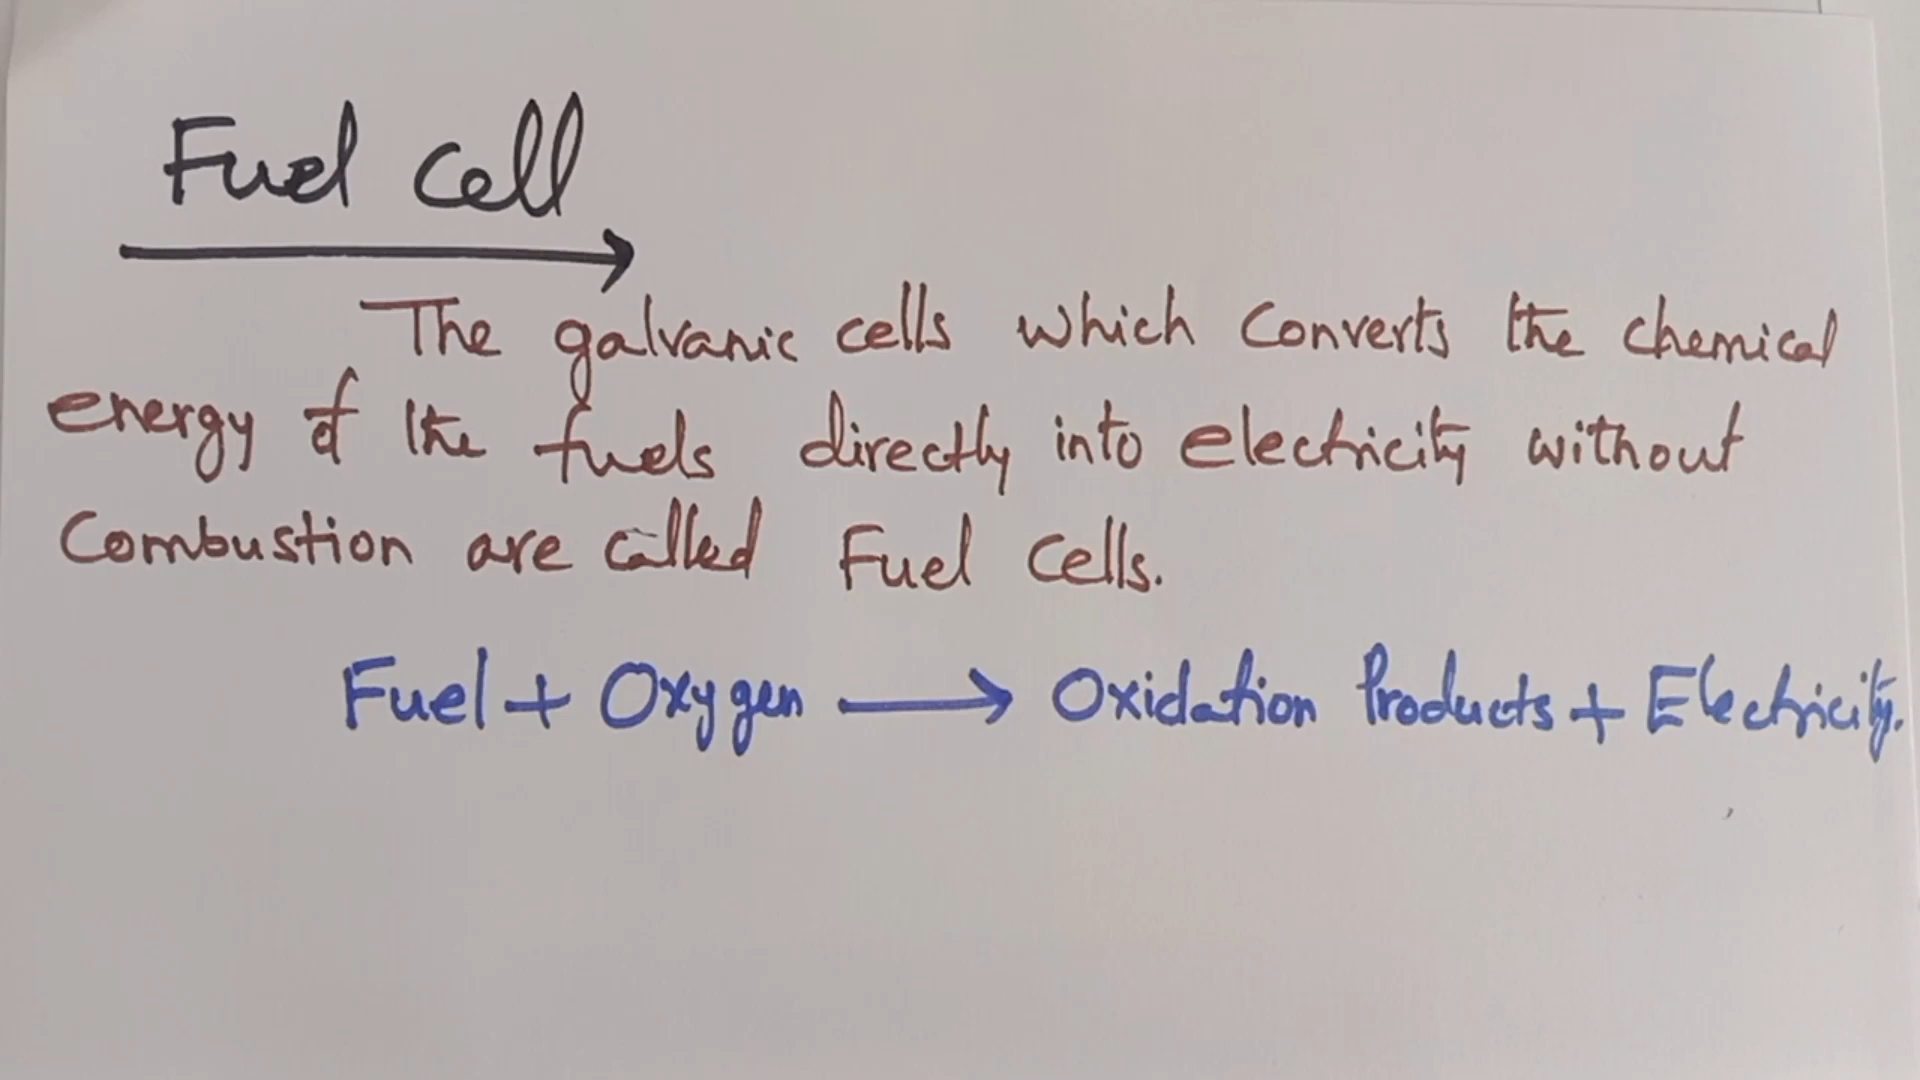 Fuel Cell
The galvanic cells which Converts the chemical
energy of the fuels directly into electricity without
Combustion are called Fuel Cells.
Fuel + Oxygen → Oxidation Products + Electricity.